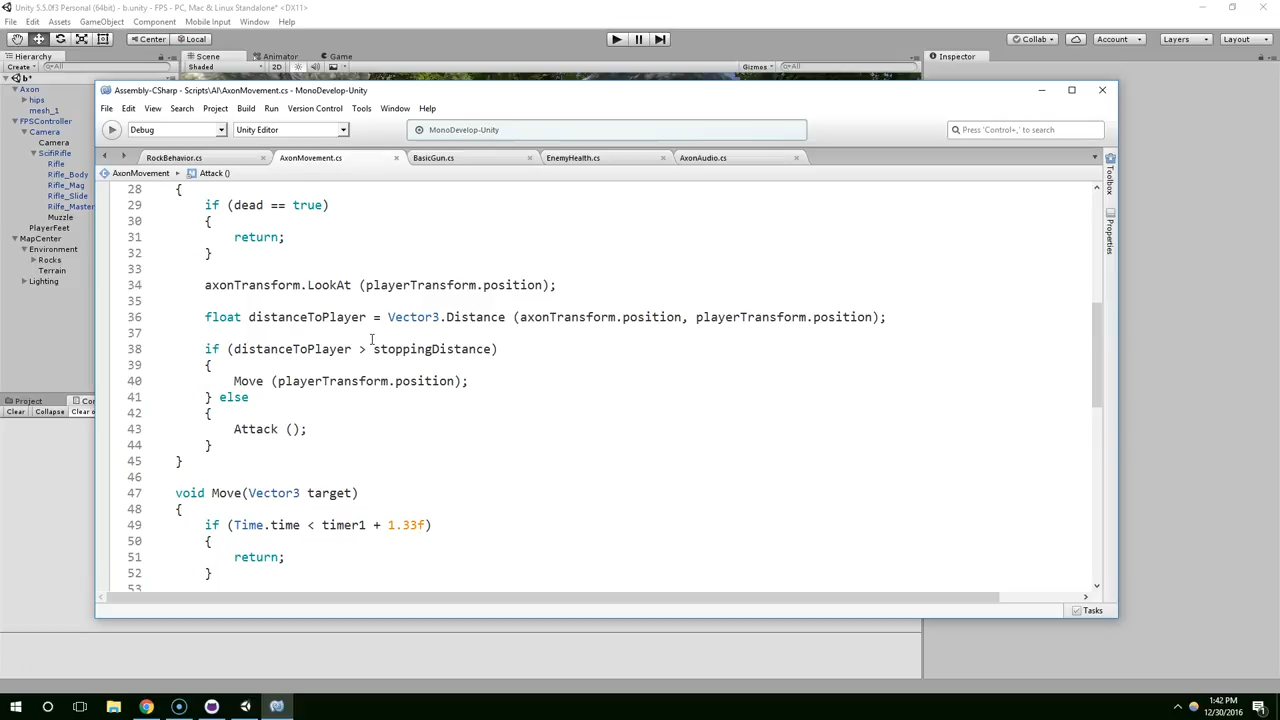 Unity 5.5.0f3 Personal (64bit) - b.unity - FPS - PC, Mac & Linux Standalone* <DX11>
File Edit Assets GameObject Component Mobile Input Window Help
Center Local Collab Account Layers Layout
Hierarchy Scene Animator Game Inspector
Create All Shaded 2D Gizmos All
b*
Axon
hips
mesh_1
FPSController
Camera
Camera
ScifiRifle
Rifle
Rifle_Body
Rifle_Mag
Rifle_Slide
Rifle_Master
Muzzle
PlayerFeet
MapCenter
Environment
Rocks
Terrain
Lighting
Project Con
Clear Collapse Clear o
Assembly-CSharp - Scripts\AI\AxonMovement.cs - MonoDevelop-Unity
File Edit View Search Project Build Run Version Control Tools Window Help
Debug Unity Editor MonoDevelop-Unity Press 'Control+,' to search
RockBehavior.cs AxonMovement.cs BasicGun.cs EnemyHealth.cs AxonAudio.cs
AxonMovement Attack ()
28 {
29 if (dead == true)
30 {
31 return;
32 }
33
34 axonTransform.LookAt (playerTransform.position);
35
36 float distanceToPlayer = Vector3.Distance (axonTransform.position, playerTransform.position);
37
38 if (distanceToPlayer > stoppingDistance)
39 {
40 Move (playerTransform.position);
41 } else
42 {
43 Attack ();
44 }
45 }
46
47 void Move(Vector3 target)
48 {
49 if (Time.time < timer1 + 1.33f)
50 {
51 return;
52 }
53
Toolbox
Properties
Tasks
1:42 PM
12/30/2016